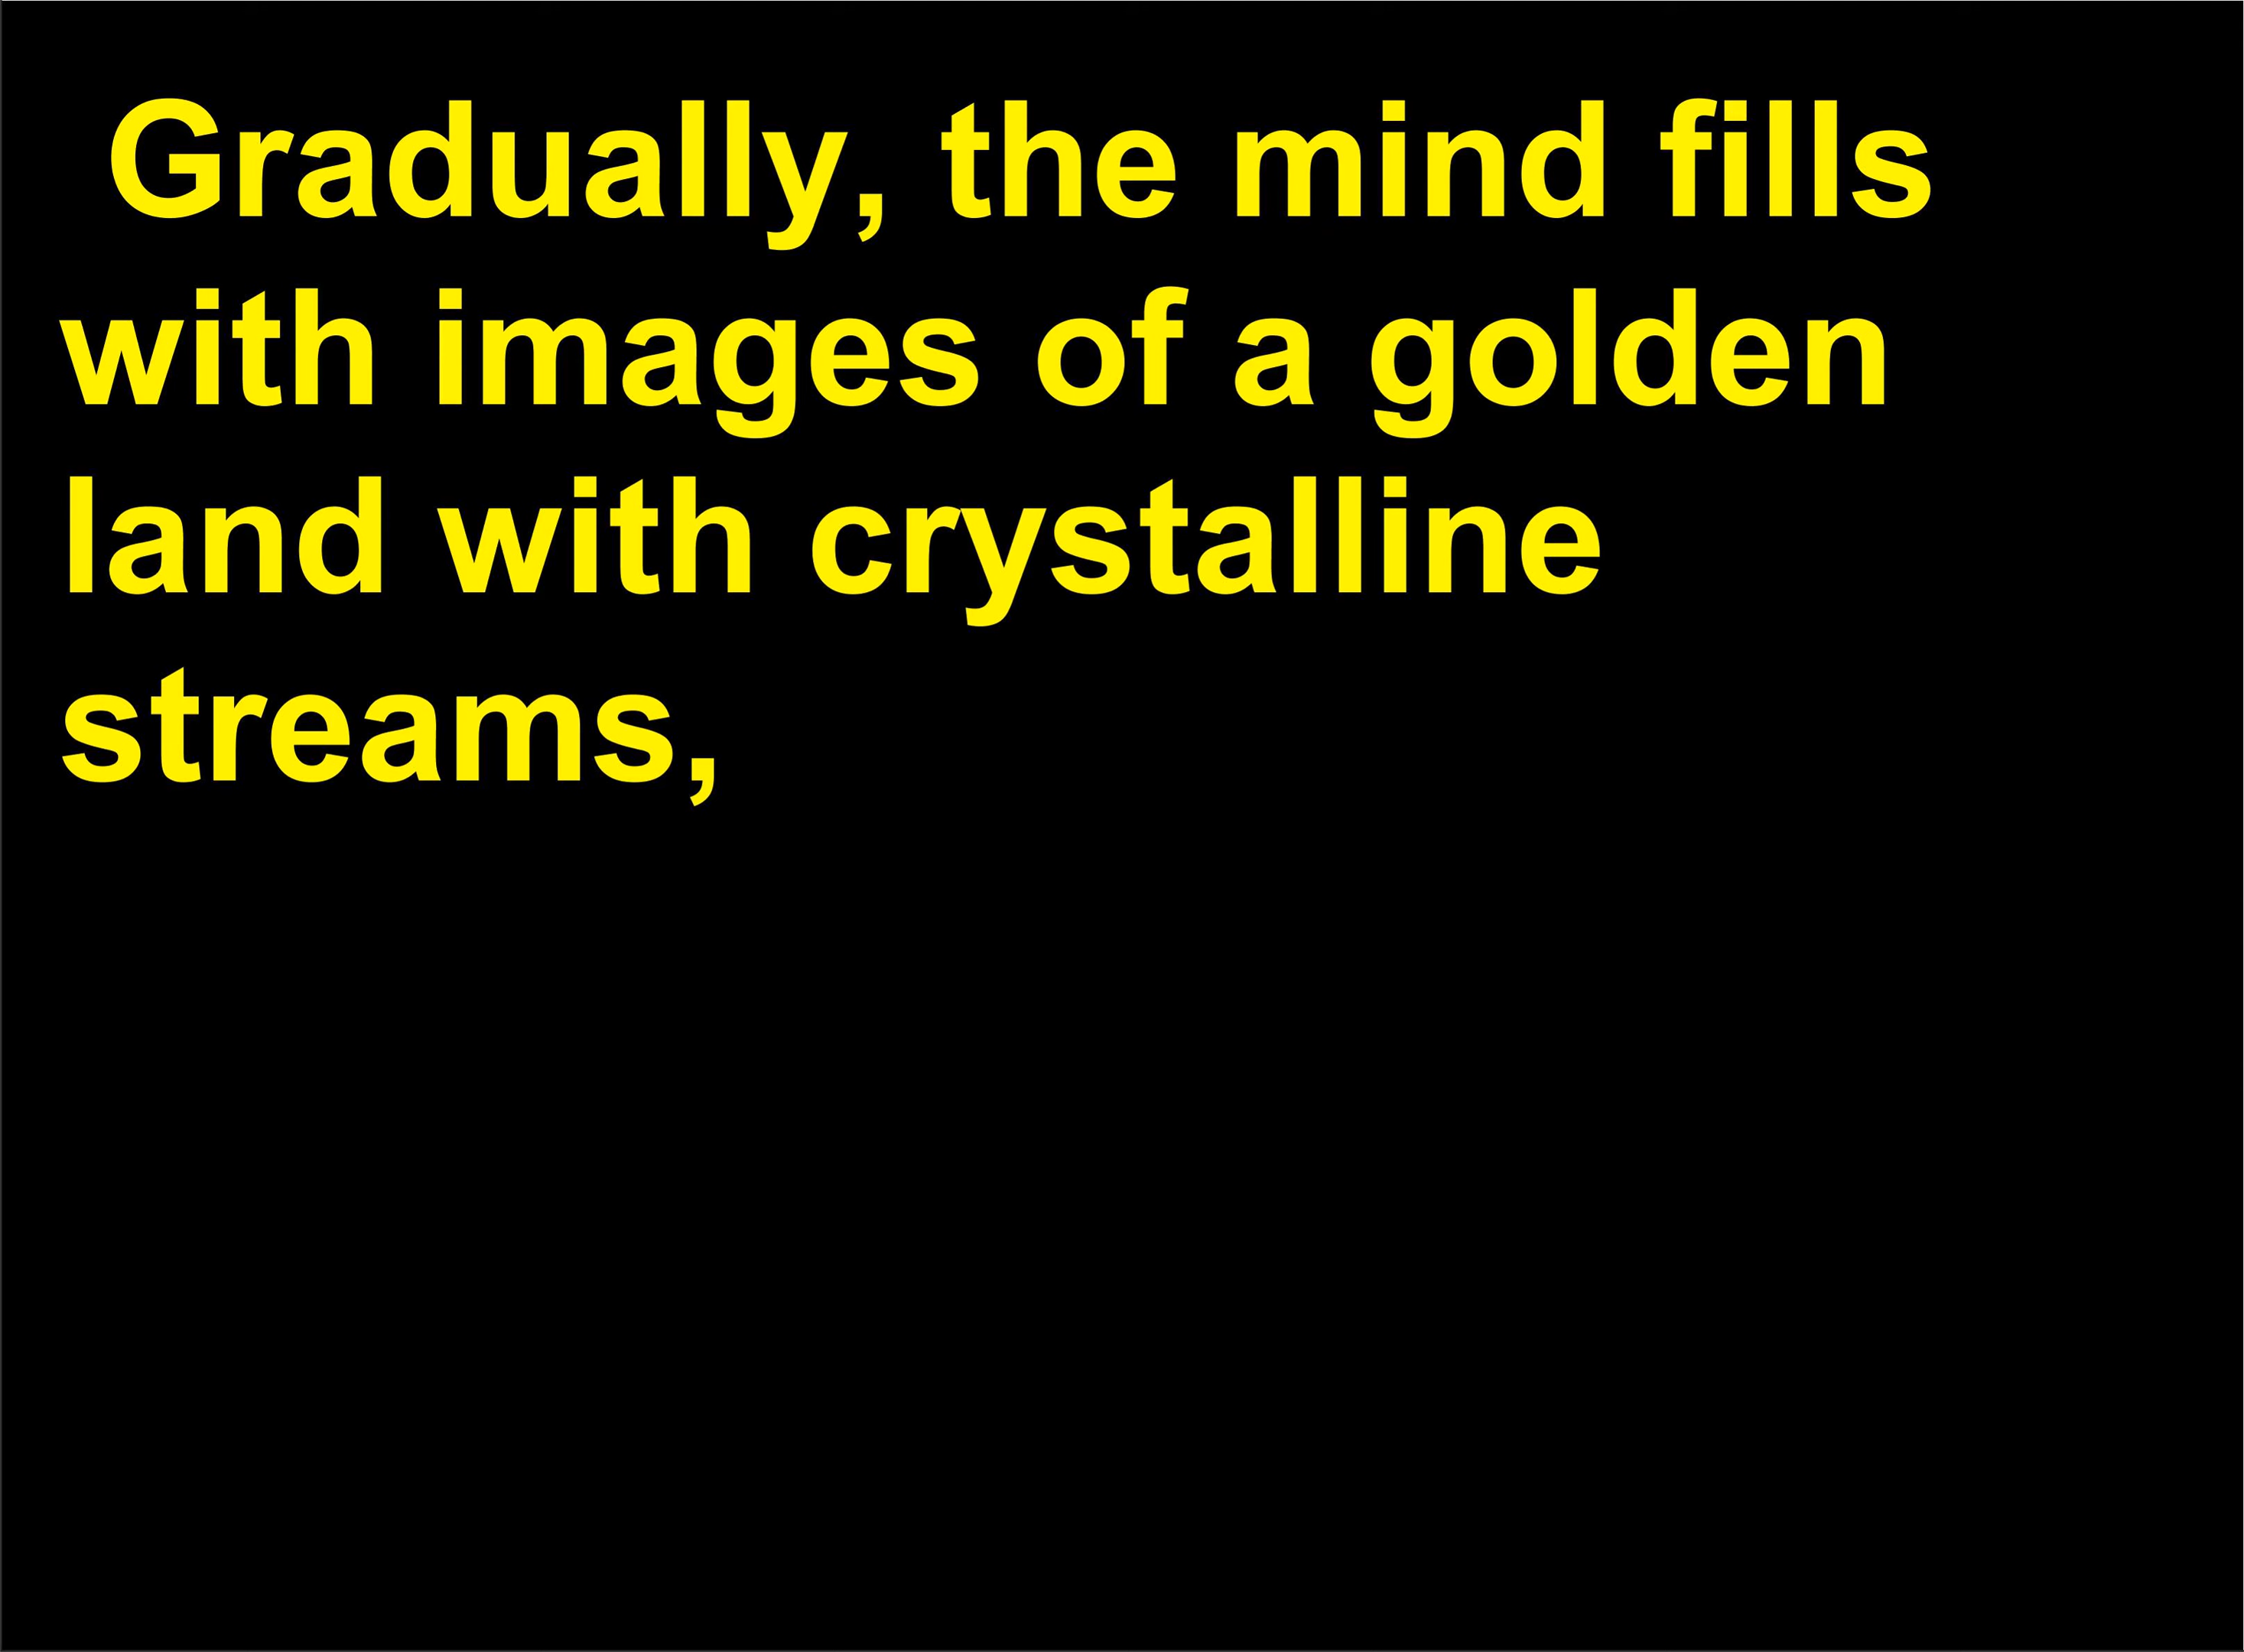 Gradually, the mind fills
with images of a golden
land with crystalline
streams,